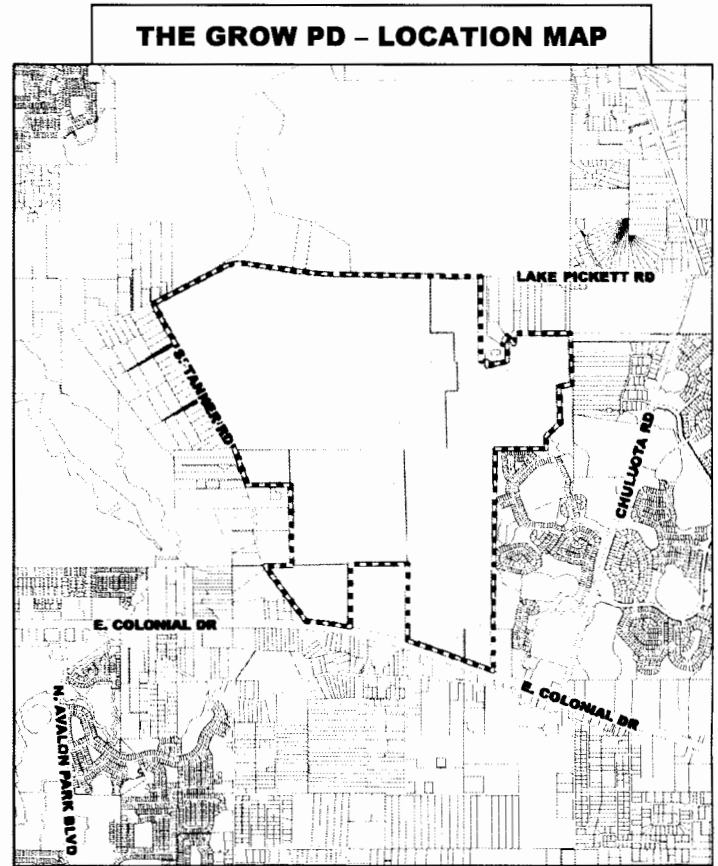 THE GROW PD – LOCATION MAP
LAKE PICKETT RD
S. TANNER RD
CHULUOTA RD
E. COLONIAL DR
E. COLONIAL DR
N. AVALON PARK BLVD